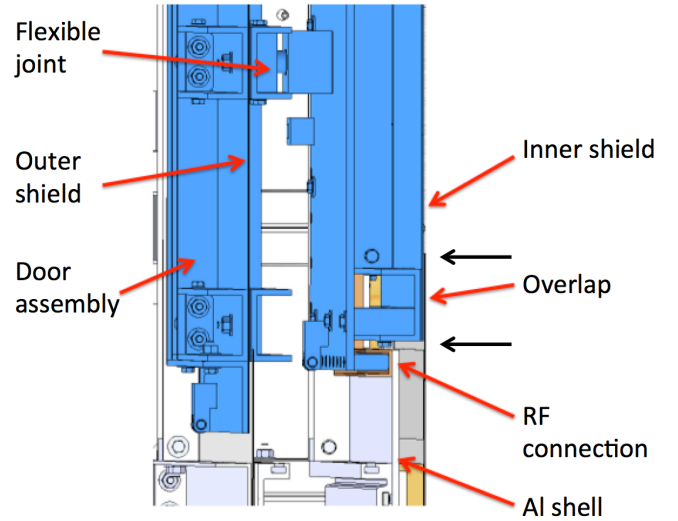 Flexible
joint
Outer
shield
Door
assembly
Inner shield
Overlap
RF
connection
Al shell